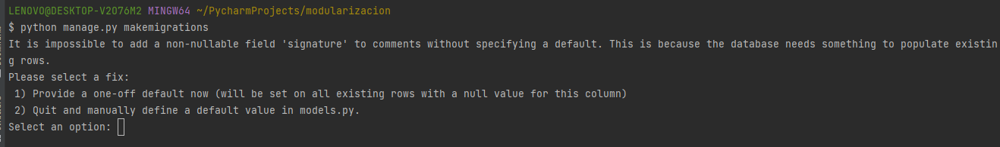 LENOVO@DESKTOP-V2O76M2 MINGW64 ~/PycharmProjects/modularizacion
$ python manage.py makemigrations
It is impossible to add a non-nullable field 'signature' to comments without specifying a default. This is because the database needs something to populate existin
g rows.
Please select a fix:
 1) Provide a one-off default now (will be set on all existing rows with a null value for this column)
 2) Quit and manually define a default value in models.py.
Select an option: